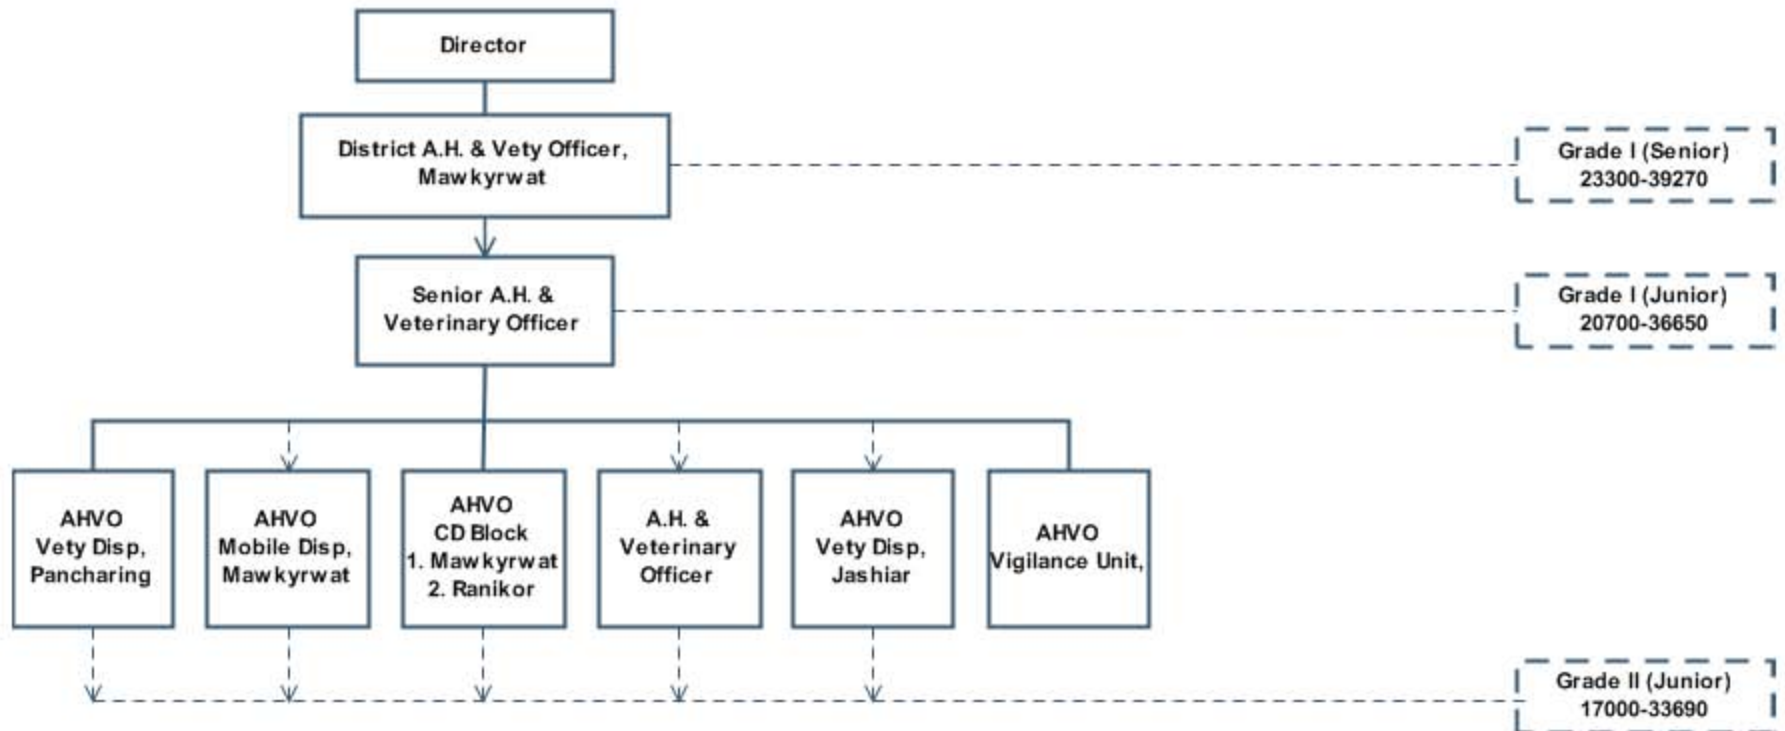 Director
District A.H. & Vety Officer,
Mawkyrwat
Grade I (Senior)
23300-39270
Senior A.H. &
Veterinary Officer
Grade I (Junior)
20700-36650
AHVO
Vety Disp,
Pancharing
AHVO
Mobile Disp,
Mawkyrwat
AHVO
CD Block
1. Mawkyrwat
2. Ranikor
A.H. &
Veterinary
Officer
AHVO
Vety Disp,
Jashiar
AHVO
Vigilance Unit,
Grade II (Junior)
17000-33690